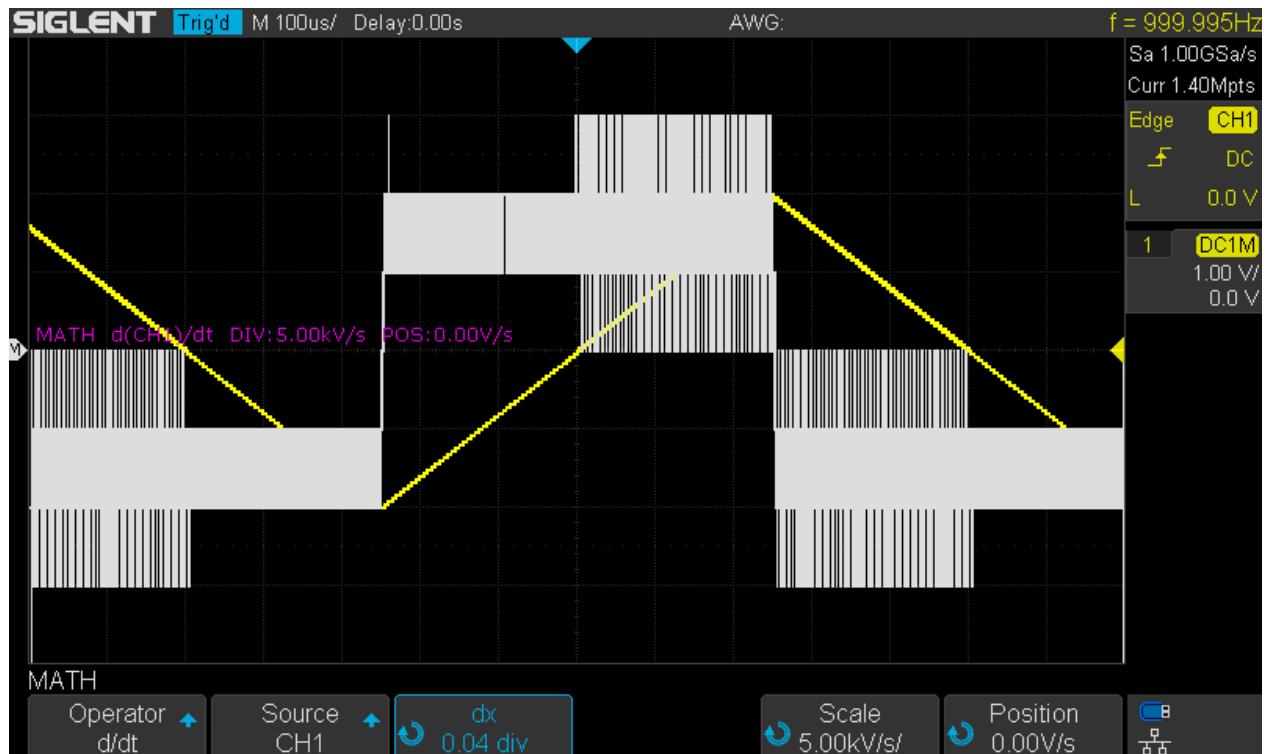 SIGLENT Trig'd M 100us/ Delay:0.00s AWG: f = 999.995Hz
Sa 1.00GSa/s
Curr 1.40Mpts
Edge CH1
DC
L 0.0 V
1 DC1M
1.00 V/
0.0 V
MATH d(CH1)/dt DIV:5.00kV/s POS:0.00V/s
M
MATH
Operator Source dx Scale Position
d/dt CH1 0.04 div 5.00kV/s/ 0.00V/s